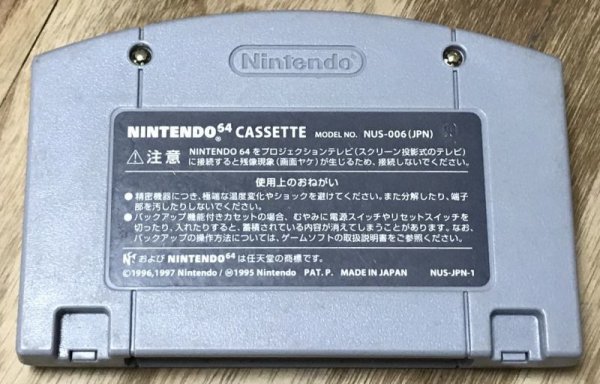 Nintendo
NINTENDO64 CASSETTE MODEL NO. NUS-006(JPN)
⚠注意 NINTENDO 64をプロジェクションテレビ(スクリーン投影式のテレビ)
に接続すると残像現象(画面ヤケ)が生じるため、接続しないでください。
使用上のおねがい
●精密機器につき、極端な温度変化やショックを避けてください。また分解したり、端子
部を汚したりしないでください。
●バックアップ機能付きカセットの場合、むやみに電源スイッチやリセットスイッチを
切ったり、入れたりすると、蓄積されている内容が消えてしまうことがあります。なお、
バックアップの操作方法については、ゲームソフトの取扱説明書をご参照ください。
および NINTENDO64 は任天堂の商標です。
©1996,1997 Nintendo / Ⓜ1995 Nintendo PAT. P. MADE IN JAPAN NUS-JPN-1